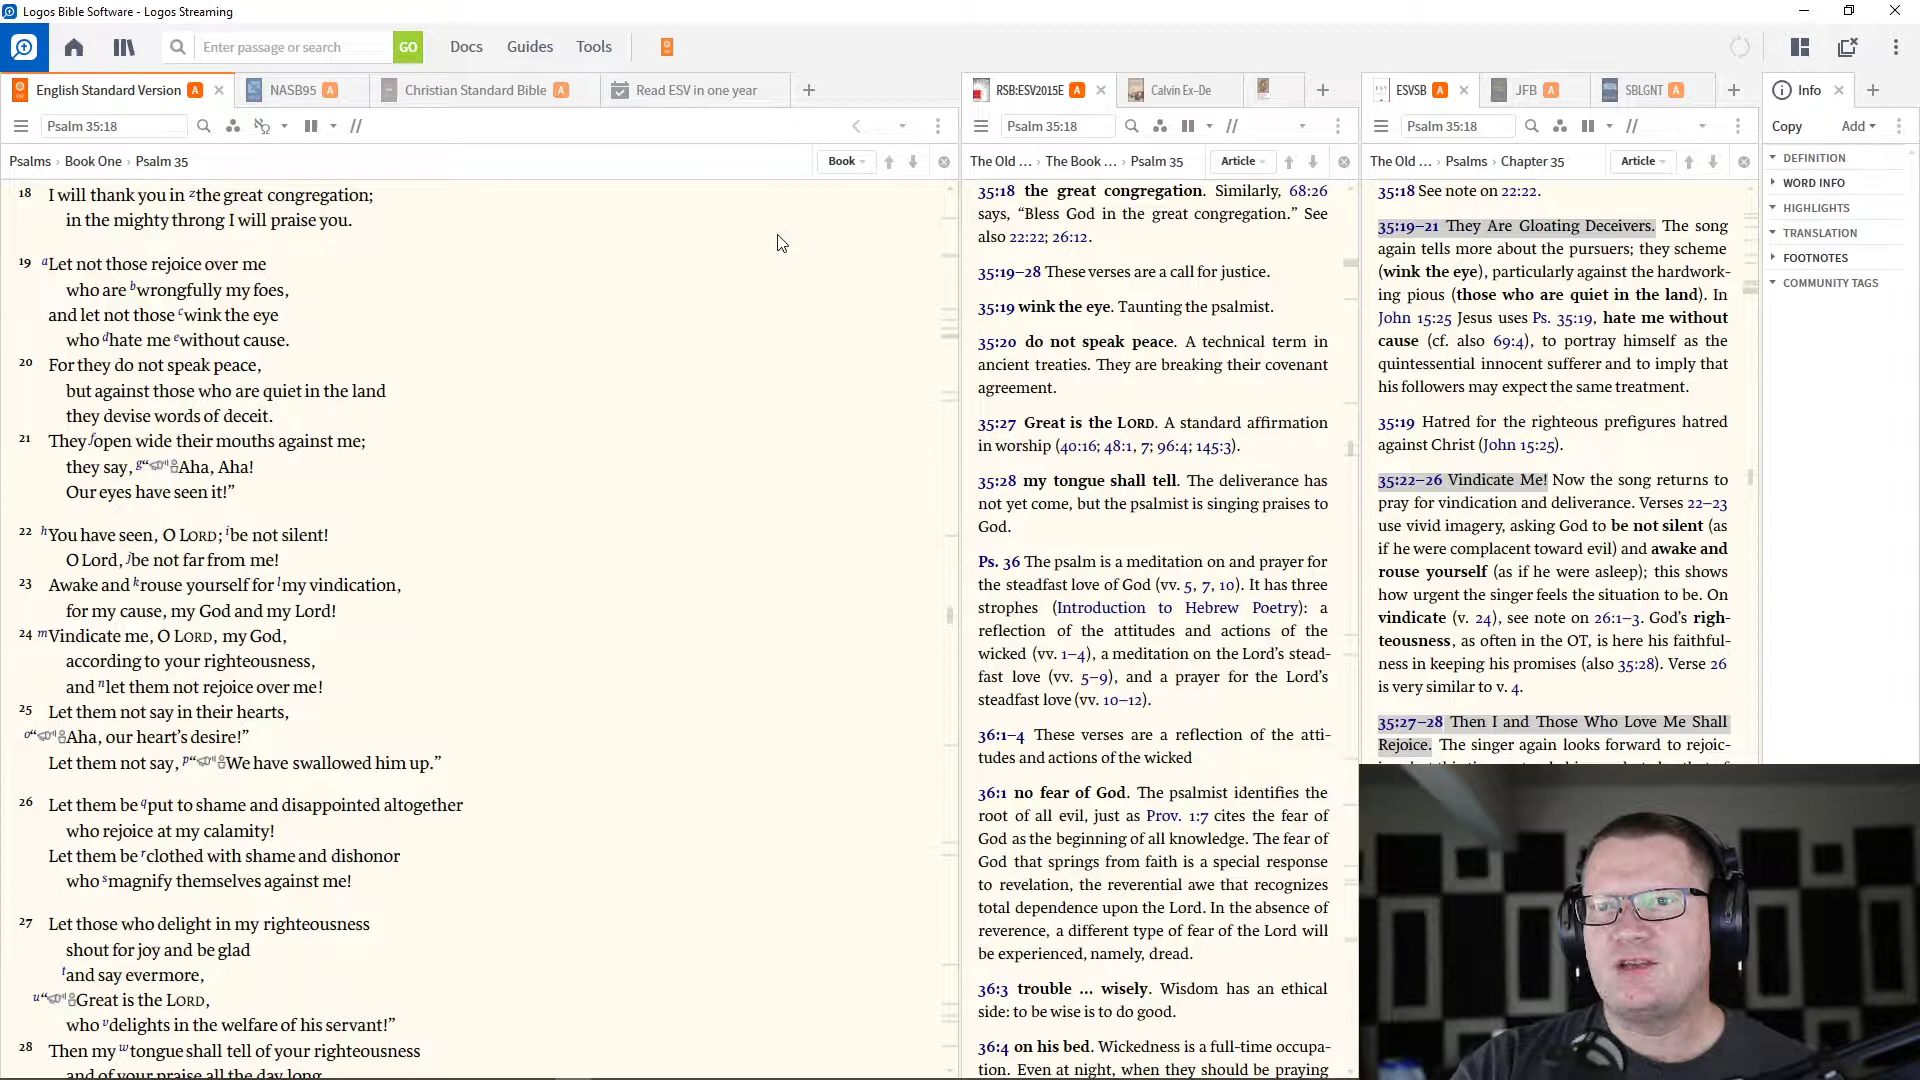 Logos Bible Software - Logos Streaming
Enter passage or search
GO
Docs
Guides
Tools
English Standard Version A
NASB95 A
Christian Standard Bible A
Read ESV in one year
Psalm 35:18
Psalms › Book One › Psalm 35
Book
18 I will thank you in zthe great congregation;
in the mighty throng I will praise you.
19 aLet not those rejoice over me
who are bwrongfully my foes,
and let not those cwink the eye
who dhate me ewithout cause.
20 For they do not speak peace,
but against those who are quiet in the land
they devise words of deceit.
21 They fopen wide their mouths against me;
they say, g“Aha, Aha!
Our eyes have seen it!”
22 hYou have seen, O LORD; ibe not silent!
O Lord, jbe not far from me!
23 Awake and krouse yourself for lmy vindication,
for my cause, my God and my Lord!
24 mVindicate me, O LORD, my God,
according to your righteousness,
and nlet them not rejoice over me!
25 Let them not say in their hearts,
o“Aha, our heart’s desire!”
Let them not say, p“We have swallowed him up.”
26 Let them be qput to shame and disappointed altogether
who rejoice at my calamity!
Let them be rclothed with shame and dishonor
who smagnify themselves against me!
27 Let those who delight in my righteousness
shout for joy and be glad
tand say evermore,
u“Great is the LORD,
who vdelights in the welfare of his servant!”
28 Then my wtongue shall tell of your righteousness
and of your praise all the day long.
RSB:ESV2015E A
Calvin Ex–De
Psalm 35:18
The Old ... › The Book ... › Psalm 35
Article
35:18 the great congregation. Similarly, 68:26
says, “Bless God in the great congregation.” See
also 22:22; 26:12.
35:19–28 These verses are a call for justice.
35:19 wink the eye. Taunting the psalmist.
35:20 do not speak peace. A technical term in
ancient treaties. They are breaking their covenant
agreement.
35:27 Great is the LORD. A standard affirmation
in worship (40:16; 48:1, 7; 96:4; 145:3).
35:28 my tongue shall tell. The deliverance has
not yet come, but the psalmist is singing praises to
God.
Ps. 36 The psalm is a meditation on and prayer for
the steadfast love of God (vv. 5, 7, 10). It has three
strophes (Introduction to Hebrew Poetry): a
reflection of the attitudes and actions of the
wicked (vv. 1–4), a meditation on the Lord’s stead-
fast love (vv. 5–9), and a prayer for the Lord’s
steadfast love (vv. 10–12).
36:1–4 These verses are a reflection of the atti-
tudes and actions of the wicked
36:1 no fear of God. The psalmist identifies the
root of all evil, just as Prov. 1:7 cites the fear of
God as the beginning of all knowledge. The fear of
God that springs from faith is a special response
to revelation, the reverential awe that recognizes
total dependence upon the Lord. In the absence of
reverence, a different type of fear of the Lord will
be experienced, namely, dread.
36:3 trouble ... wisely. Wisdom has an ethical
side: to be wise is to do good.
36:4 on his bed. Wickedness is a full-time occupa-
tion. Even at night, when they should be praying
ESVSB A
JFB A
SBLGNT A
Psalm 35:18
The Old ... › Psalms › Chapter 35
Article
35:18 See note on 22:22.
35:19–21 They Are Gloating Deceivers. The song
again tells more about the pursuers; they scheme
(wink the eye), particularly against the hardwork-
ing pious (those who are quiet in the land). In
John 15:25 Jesus uses Ps. 35:19, hate me without
cause (cf. also 69:4), to portray himself as the
quintessential innocent sufferer and to imply that
his followers may expect the same treatment.
35:19 Hatred for the righteous prefigures hatred
against Christ (John 15:25).
35:22–26 Vindicate Me! Now the song returns to
pray for vindication and deliverance. Verses 22–23
use vivid imagery, asking God to be not silent (as
if he were complacent toward evil) and awake and
rouse yourself (as if he were asleep); this shows
how urgent the singer feels the situation to be. On
vindicate (v. 24), see note on 26:1–3. God’s righ-
teousness, as often in the OT, is here his faithful-
ness in keeping his promises (also 35:28). Verse 26
is very similar to v. 4.
35:27–28 Then I and Those Who Love Me Shall
Rejoice. The singer again looks forward to rejoic-
Info
Copy
Add
DEFINITION
WORD INFO
HIGHLIGHTS
TRANSLATION
FOOTNOTES
COMMUNITY TAGS